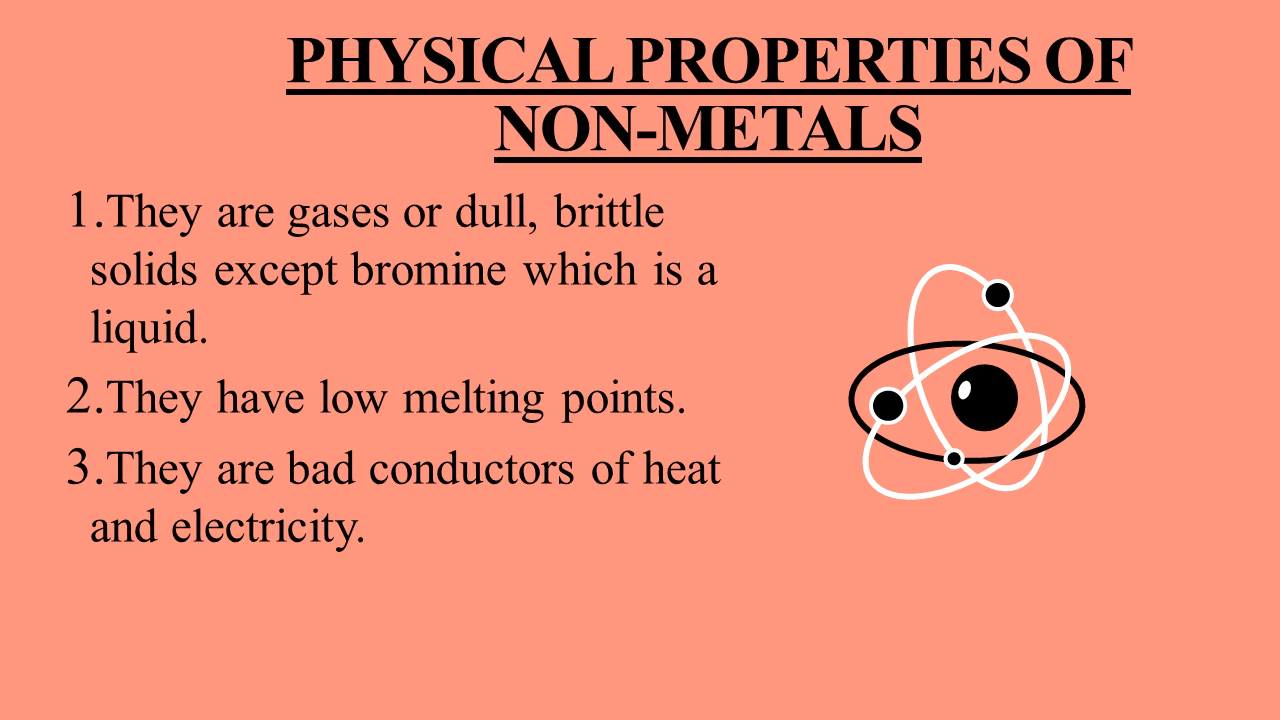 PHYSICAL PROPERTIES OF
NON-METALS
1.They are gases or dull, brittle
solids except bromine which is a
liquid.
2.They have low melting points.
3.They are bad conductors of heat
and electricity.